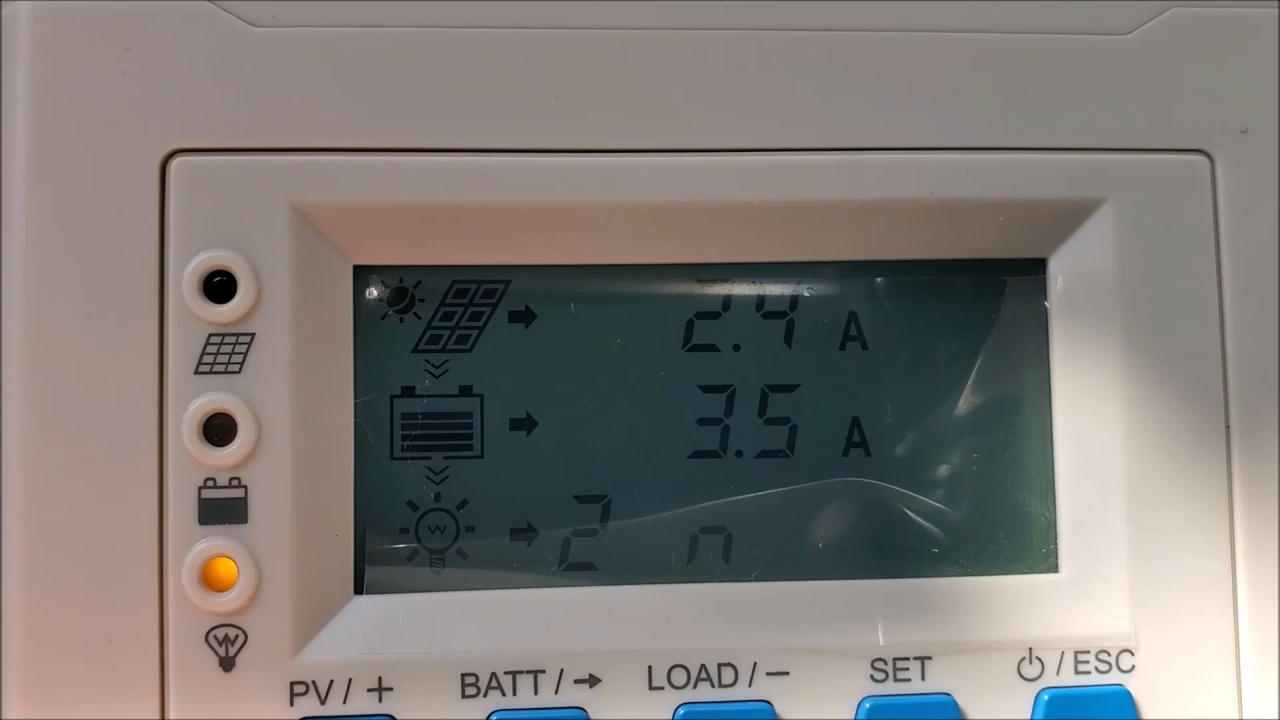 2.4 A
3.5 A
2 n
PV / + BATT / → LOAD / − SET ⏻ / ESC